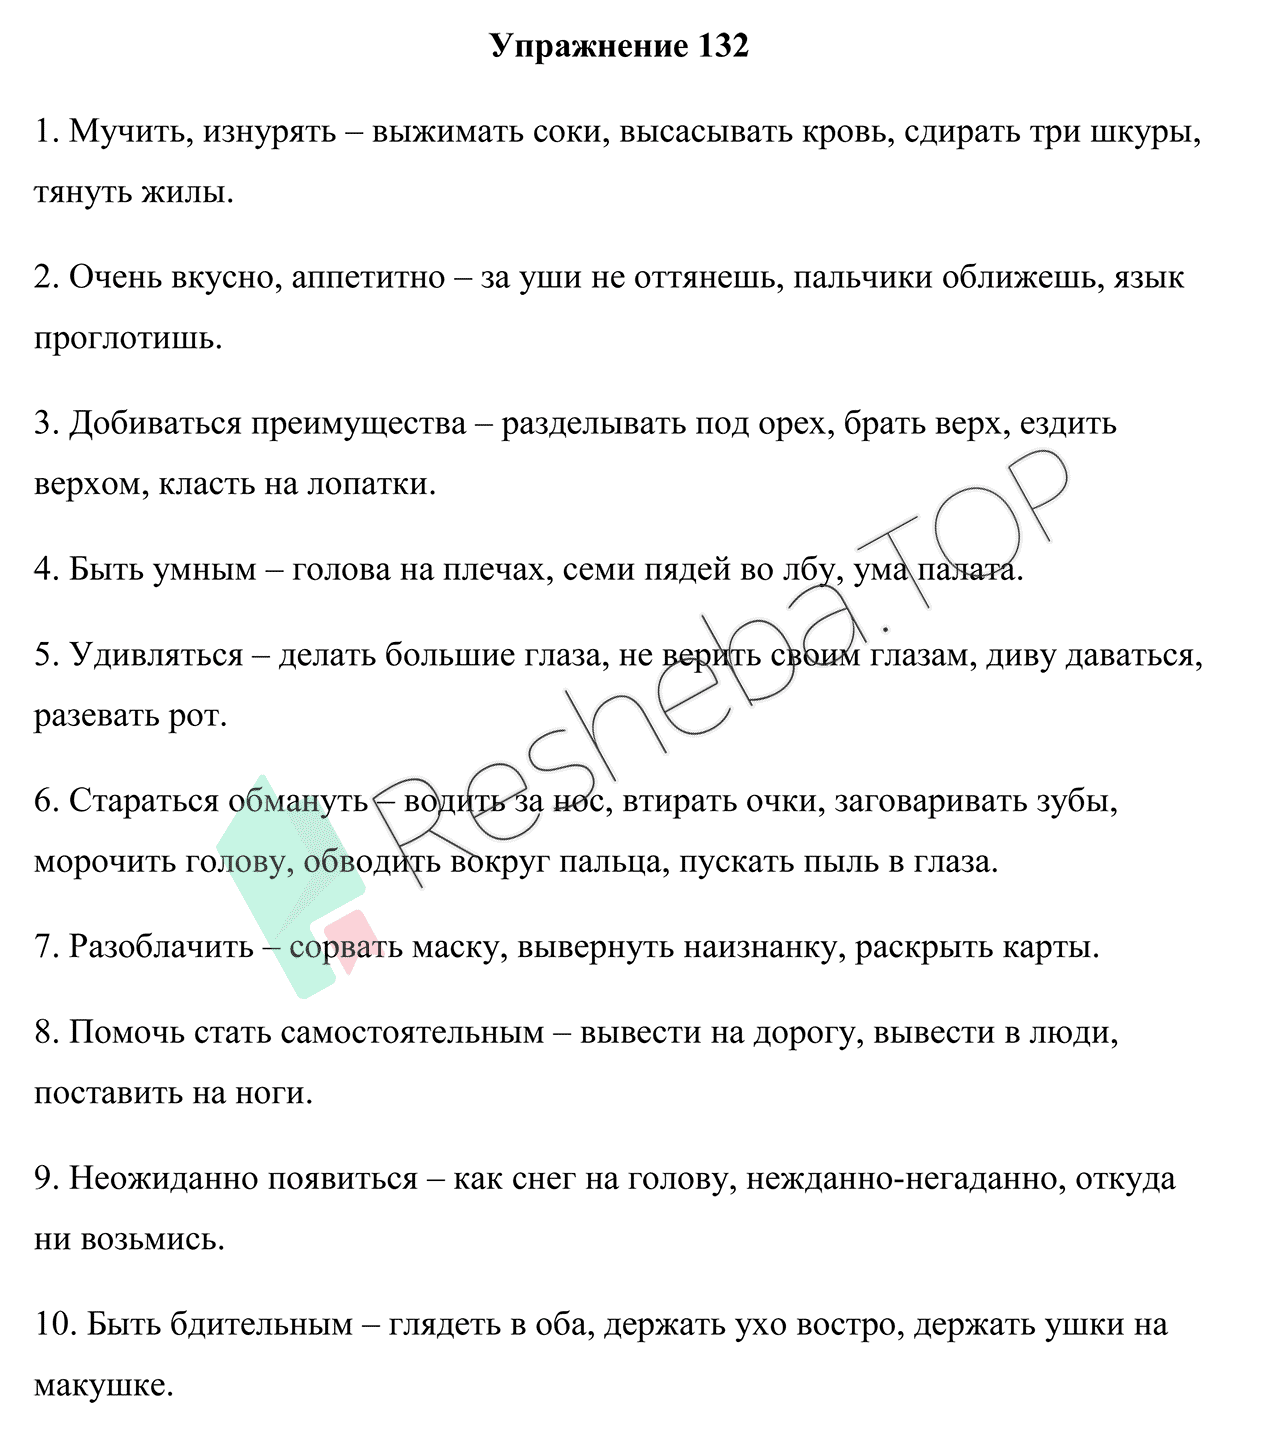 Упражнение 132
1. Мучить, изнурять – выжимать соки, высасывать кровь, сдирать три шкуры,
тянуть жилы.
2. Очень вкусно, аппетитно – за уши не оттянешь, пальчики оближешь, язык
проглотишь.
3. Добиваться преимущества – разделывать под орех, брать верх, ездить
верхом, класть на лопатки.
4. Быть умным – голова на плечах, семи пядей во лбу, ума палата.
5. Удивляться – делать большие глаза, не верить своим глазам, диву даваться,
разевать рот.
6. Стараться обмануть – водить за нос, втирать очки, заговаривать зубы,
морочить голову, обводить вокруг пальца, пускать пыль в глаза.
7. Разоблачить – сорвать маску, вывернуть наизнанку, раскрыть карты.
8. Помочь стать самостоятельным – вывести на дорогу, вывести в люди,
поставить на ноги.
9. Неожиданно появиться – как снег на голову, нежданно-негаданно, откуда
ни возьмись.
10. Быть бдительным – глядеть в оба, держать ухо востро, держать ушки на
макушке.
Resheba.TOP